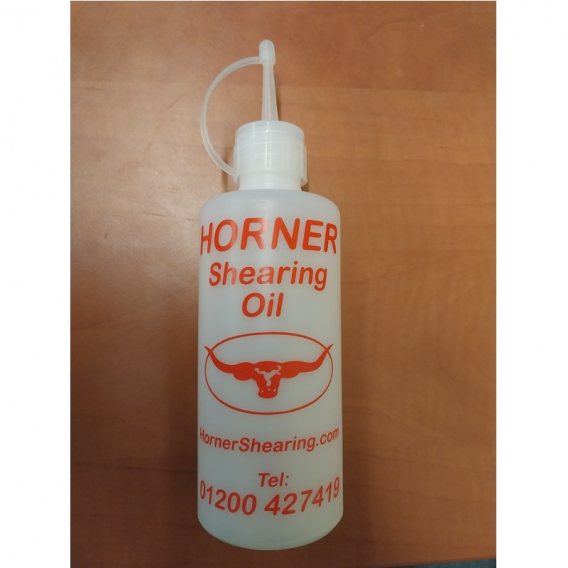 HORNER
Shearing
Oil
HornerShearing.com
Tel:
01200 427419